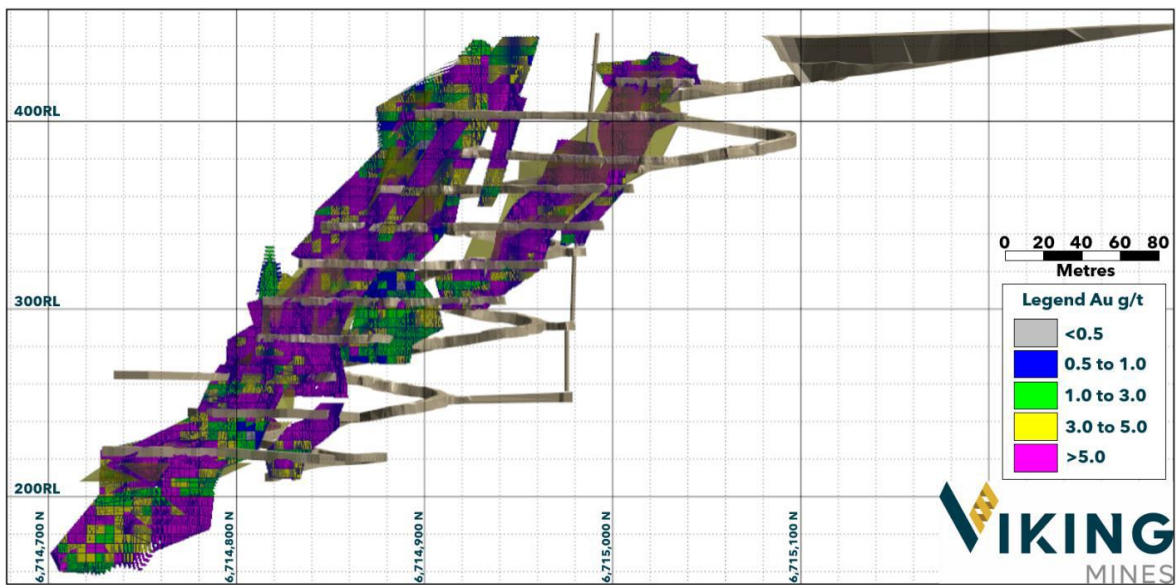 400RL
300RL
200RL
6,714,700 N
6,714,800 N
6,714,900 N
6,715,000 N
6,715,100 N
0 20 40 60 80
Metres
Legend Au g/t
<0.5
0.5 to 1.0
1.0 to 3.0
3.0 to 5.0
>5.0
VIKING
MINES